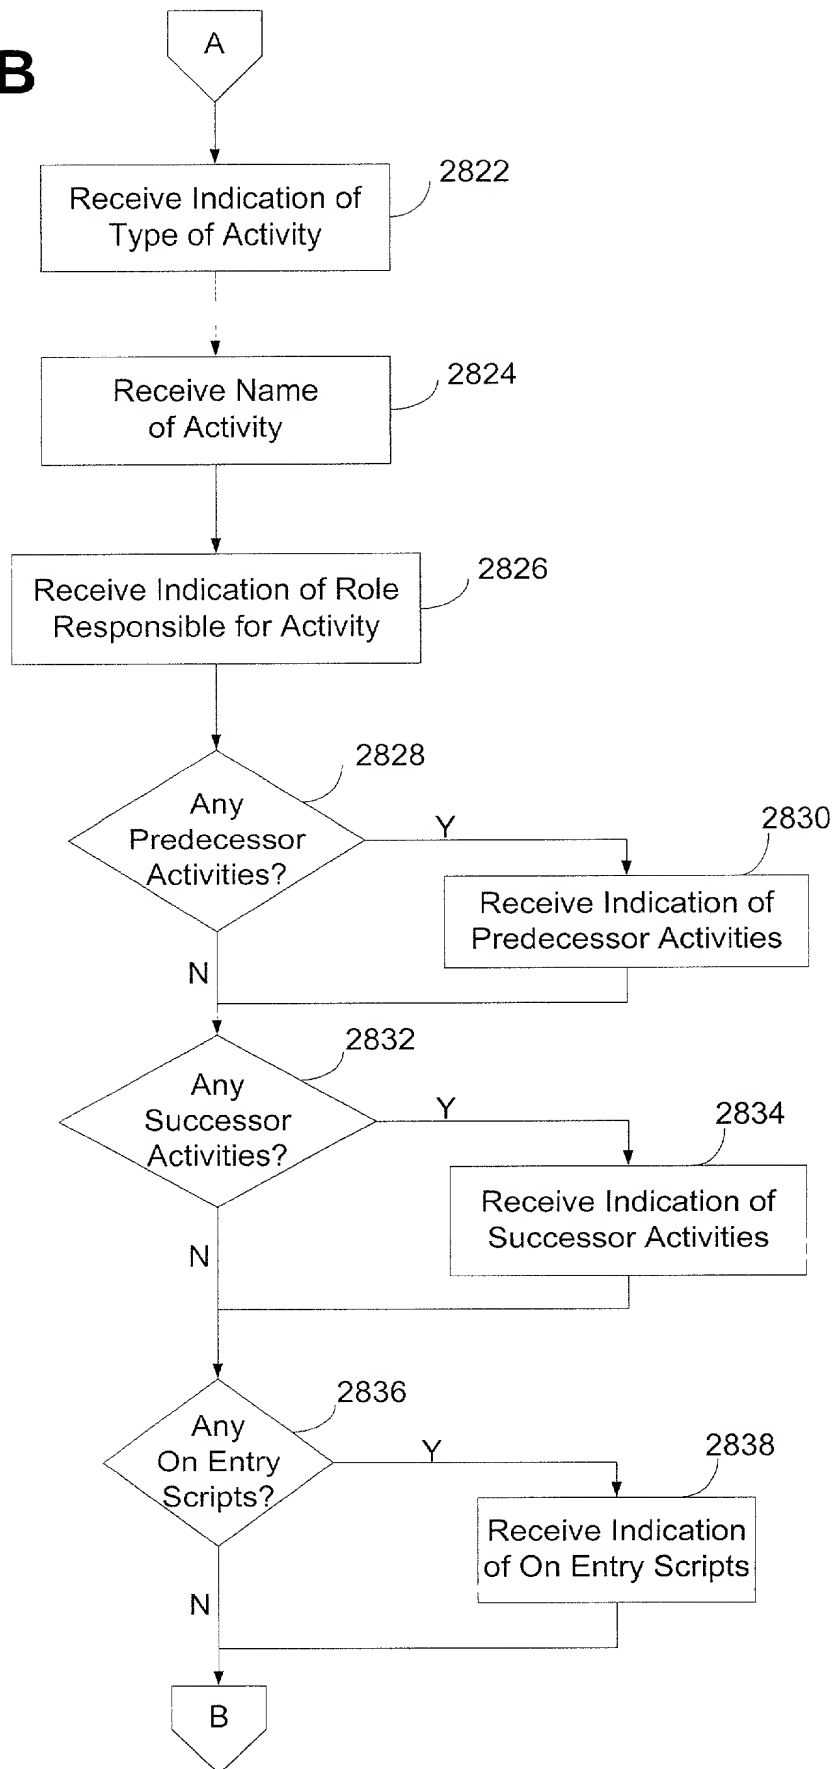 A
B
2822
Receive Indication of
Type of Activity
2824
Receive Name
of Activity
2826
Receive Indication of Role
Responsible for Activity
2828
Any
Predecessor
Activities?
Y
2830
Receive Indication of
Predecessor Activities
N
2832
Any
Successor
Activities?
Y
2834
Receive Indication of
Successor Activities
N
2836
Any
On Entry
Scripts?
Y
2838
Receive Indication
of On Entry Scripts
N
B